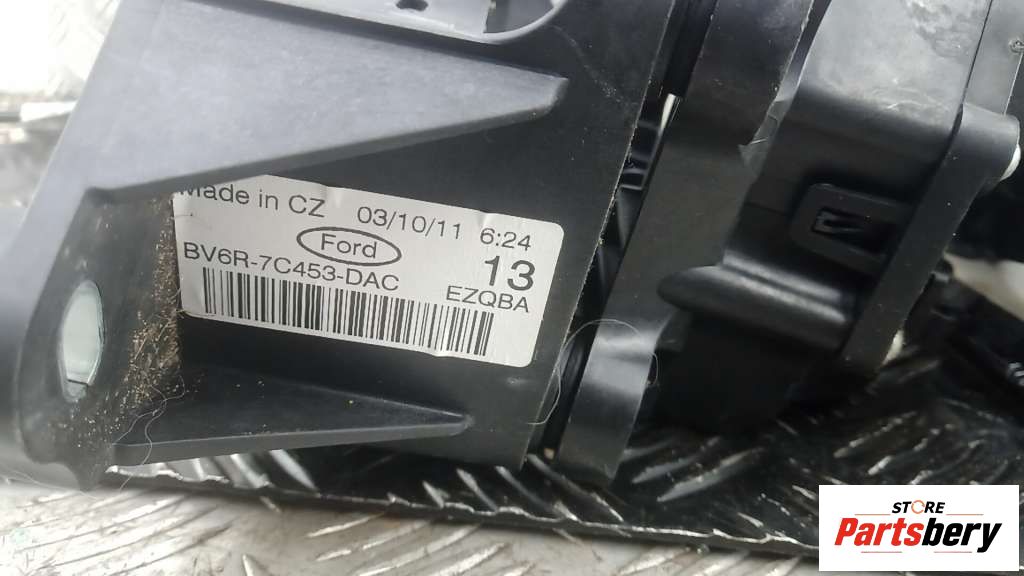 Made in CZ 03/10/11 6:24
Ford
BV6R-7C453-DAC 13
EZQBA
STORE
Partsbery